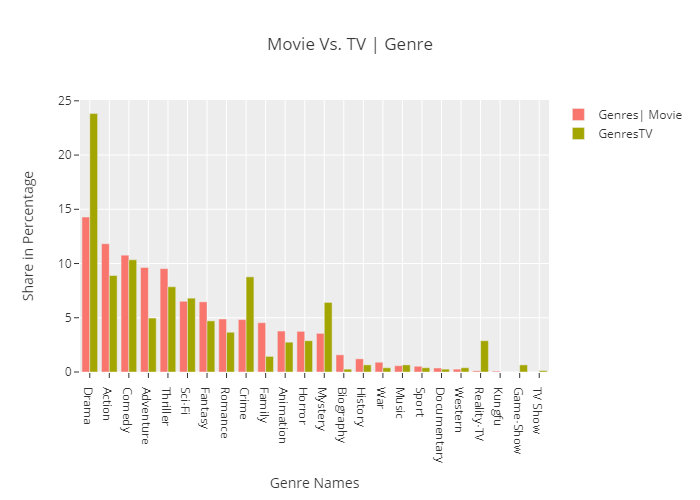 Movie Vs. TV | Genre
Genres| Movie
GenresTV
Share in Percentage
25
20
15
10
5
0
Drama
Action
Comedy
Adventure
Thriller
Sci-Fi
Fantasy
Romance
Crime
Family
Animation
Horror
Mystery
Biography
History
War
Music
Sport
Documentary
Western
Reality-TV
Kungfu
Game-Show
TV Show
Genre Names